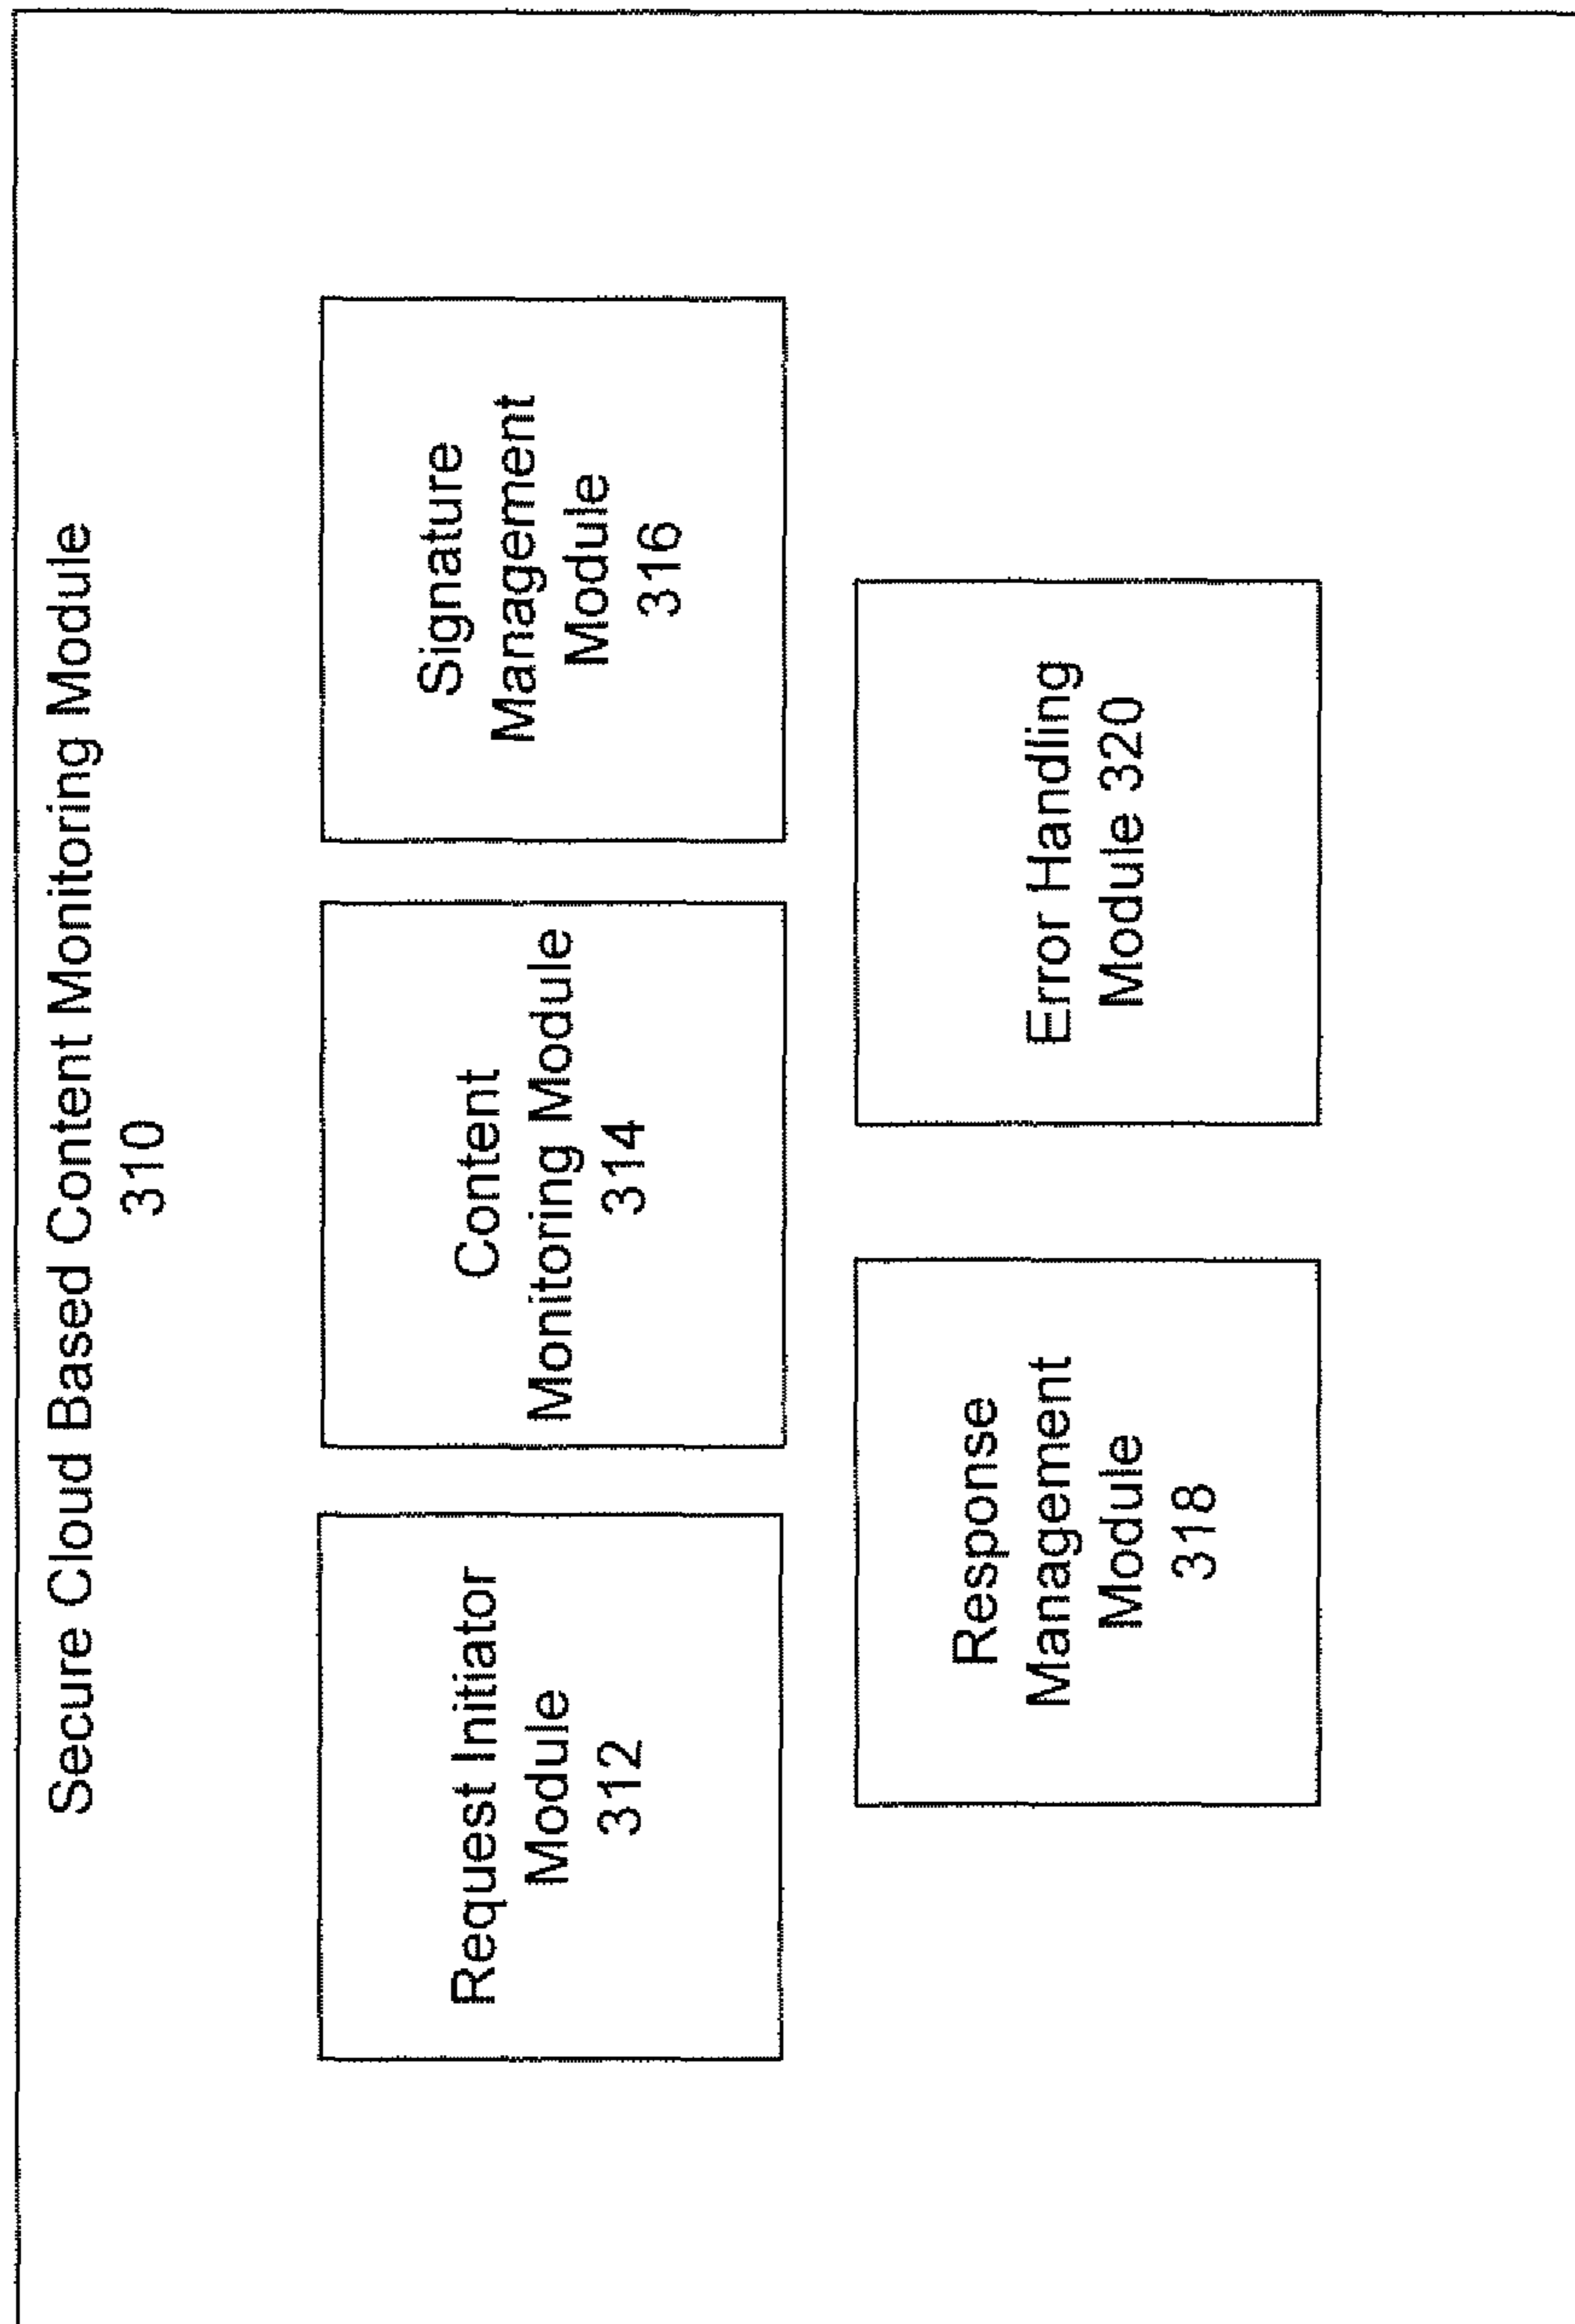 Secure Cloud Based Content Monitoring Module
310
Request Initiator
Module
312
Content
Monitoring Module
314
Signature
Management
Module
316
Response
Management
Module
318
Error Handling
Module 320